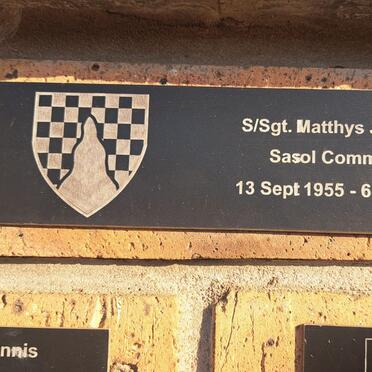 S/Sgt. Matthys
Sasol Comm
13 Sept 1955 - 6
nnis